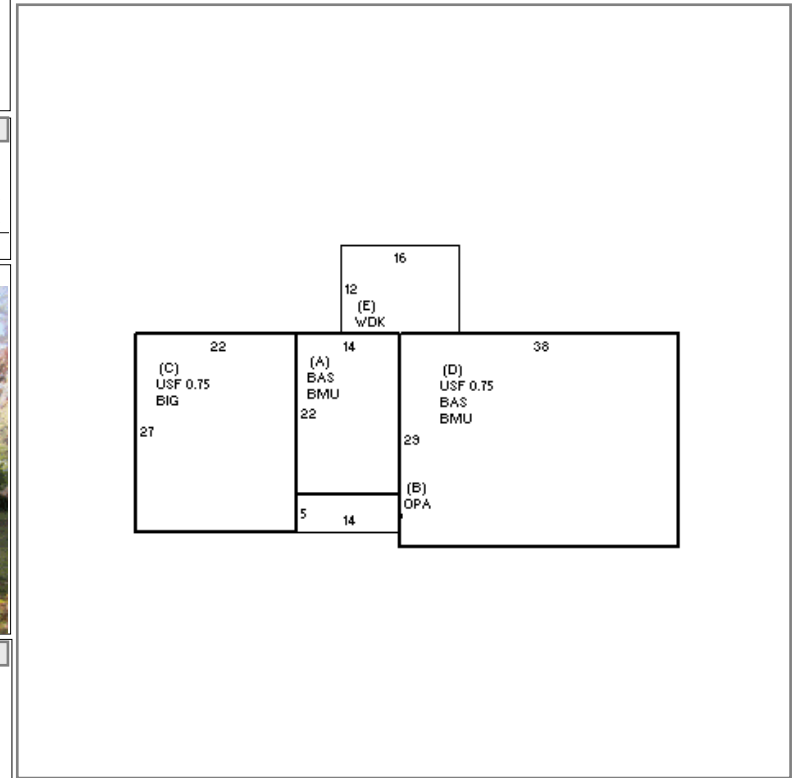 16
12
(E)
WDK
22
(C)
USF 0.75
BIG
27
14
(A)
BAS
BMU
22
38
(D)
USF 0.75
BAS
BMU
29
(B)
OPA
5
14